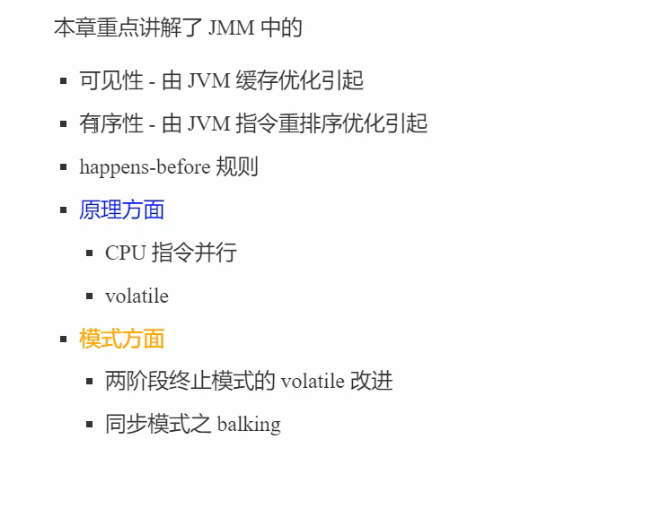 本章重点讲解了 JMM 中的
▪ 可见性 - 由 JVM 缓存优化引起
▪ 有序性 - 由 JVM 指令重排序优化引起
▪ happens-before 规则
▪ 原理方面
▪ CPU 指令并行
▪ volatile
▪ 模式方面
▪ 两阶段终止模式的 volatile 改进
▪ 同步模式之 balking